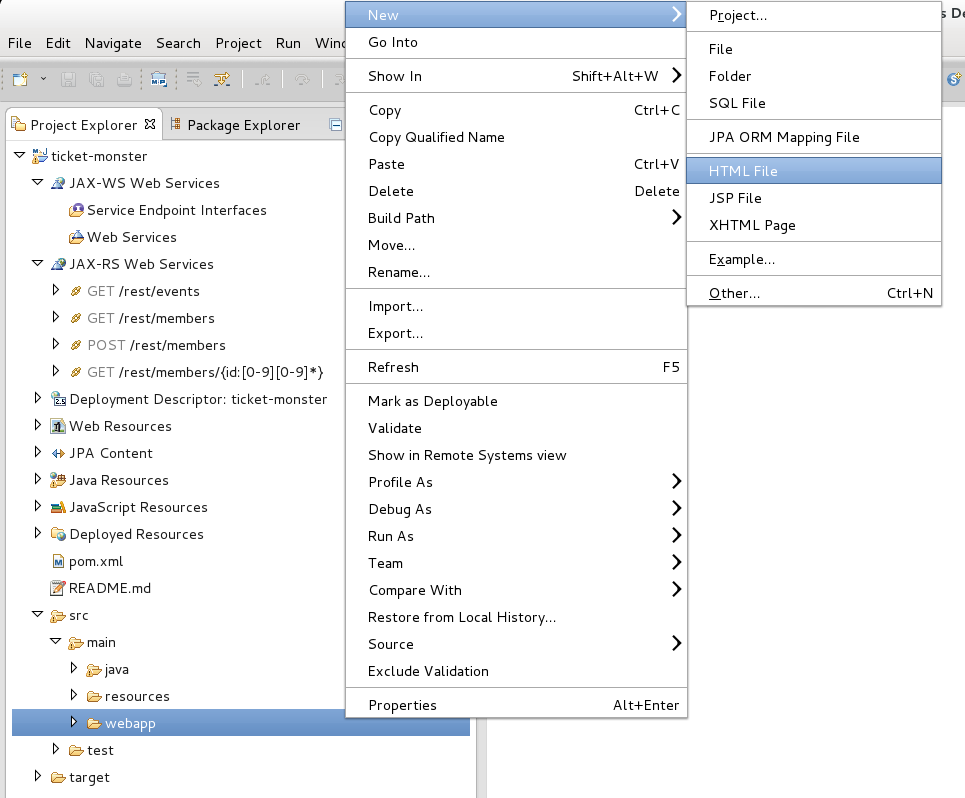 s De
File Edit Navigate Search Project Run Wind
Project Explorer Package Explorer
ticket-monster
JAX-WS Web Services
Service Endpoint Interfaces
Web Services
JAX-RS Web Services
GET /rest/events
GET /rest/members
POST /rest/members
GET /rest/members/{id:[0-9][0-9]*}
Deployment Descriptor: ticket-monster
Web Resources
JPA Content
Java Resources
JavaScript Resources
Deployed Resources
pom.xml
README.md
src
main
java
resources
webapp
test
target
New
Go Into
Show In Shift+Alt+W
Copy Ctrl+C
Copy Qualified Name
Paste Ctrl+V
Delete Delete
Build Path
Move...
Rename...
Import...
Export...
Refresh F5
Mark as Deployable
Validate
Show in Remote Systems view
Profile As
Debug As
Run As
Team
Compare With
Restore from Local History...
Source
Exclude Validation
Properties Alt+Enter
Project...
File
Folder
SQL File
JPA ORM Mapping File
HTML File
JSP File
XHTML Page
Example...
Other... Ctrl+N